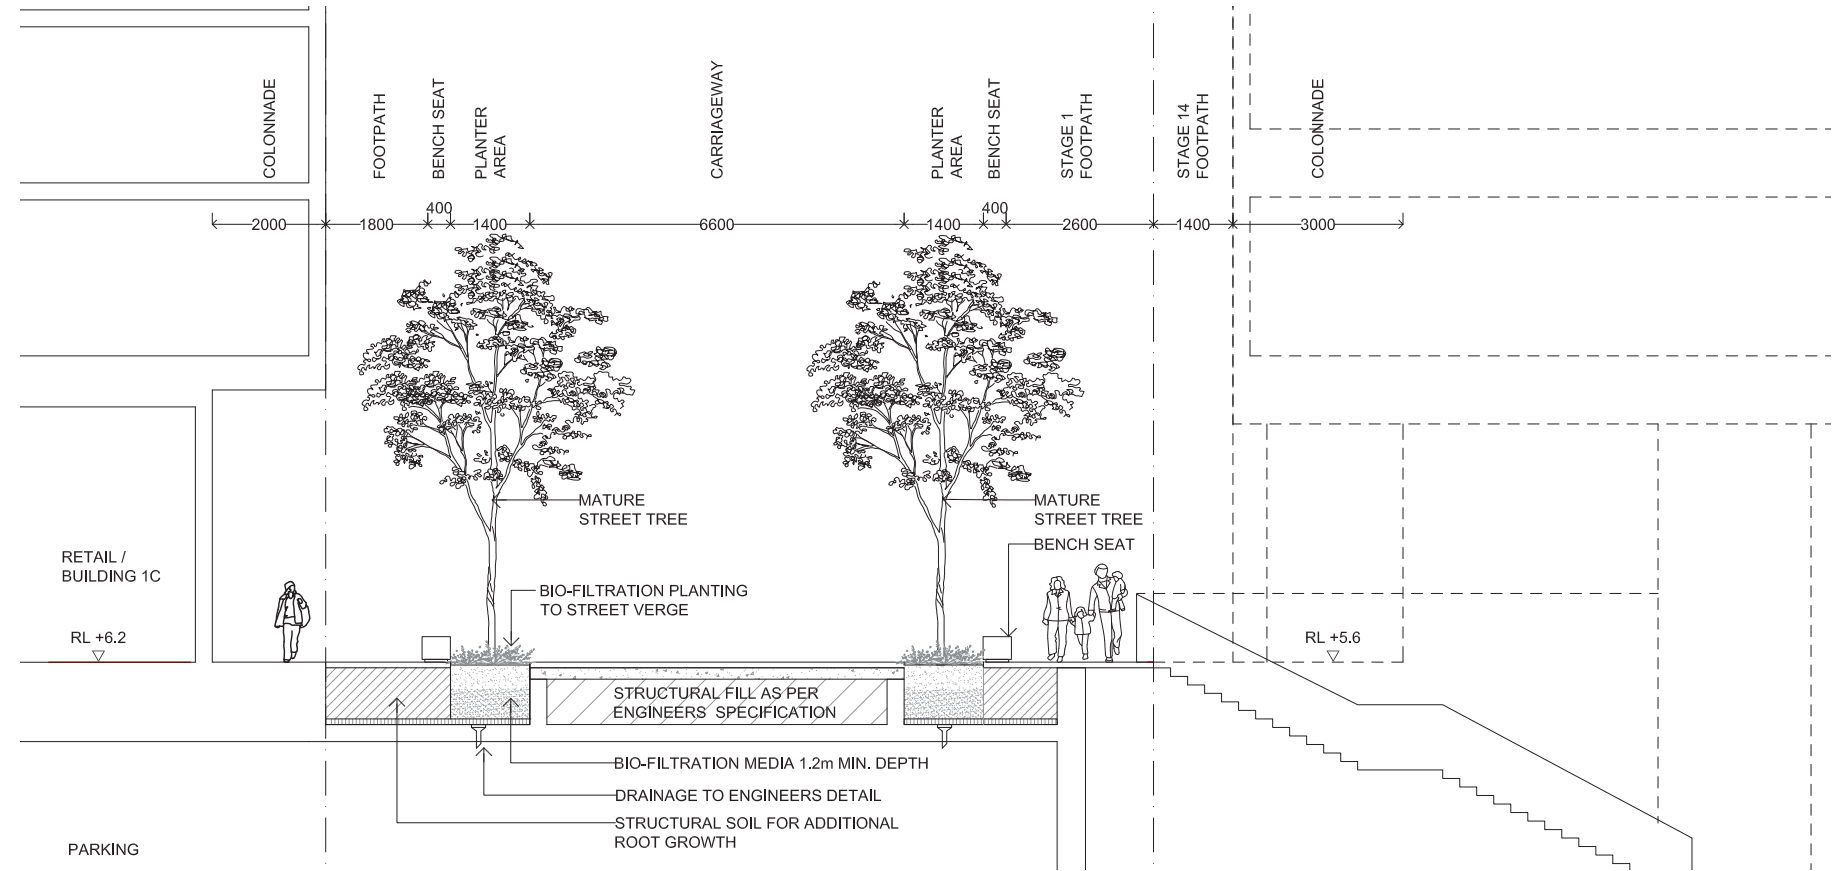 COLONNADE
FOOTPATH
BENCH SEAT
PLANTER
AREA
CARRIAGEWAY
PLANTER
AREA
BENCH SEAT
STAGE 1
FOOTPATH
STAGE 14
FOOTPATH
COLONNADE
2000
1800
400
1400
6600
1400
400
2600
1400
3000
MATURE
STREET TREE
MATURE
STREET TREE
BENCH SEAT
RETAIL /
BUILDING 1C
BIO-FILTRATION PLANTING
TO STREET VERGE
RL +6.2
RL +5.6
STRUCTURAL FILL AS PER
ENGINEERS SPECIFICATION
BIO-FILTRATION MEDIA 1.2m MIN. DEPTH
DRAINAGE TO ENGINEERS DETAIL
STRUCTURAL SOIL FOR ADDITIONAL
ROOT GROWTH
PARKING